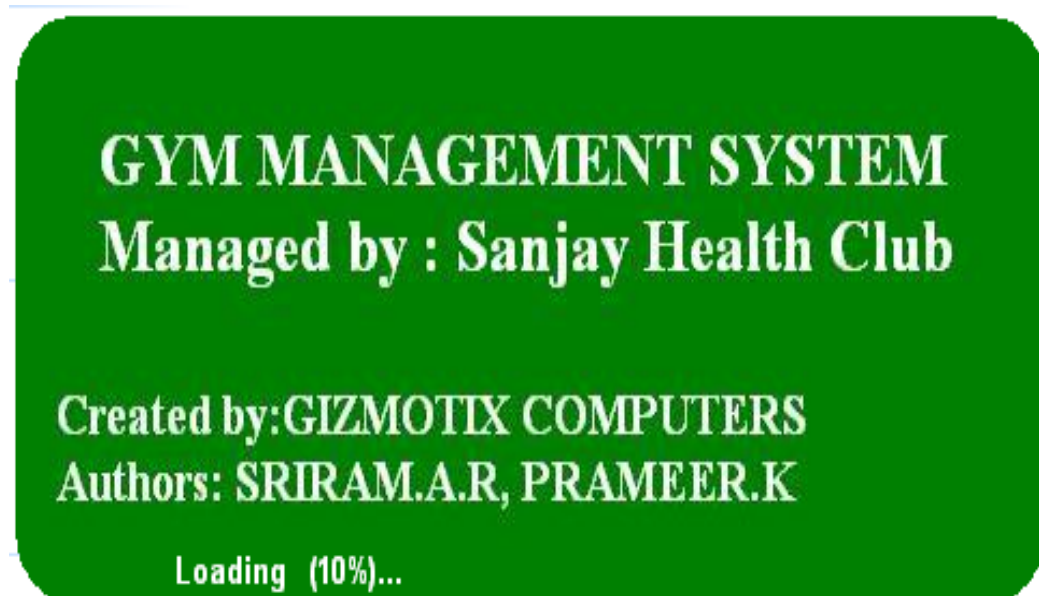 GYM MANAGEMENT SYSTEM
Managed by : Sanjay Health Club
Created by:GIZMOTIX COMPUTERS
Authors: SRIRAM.A.R, PRAMEER.K
Loading (10%)...